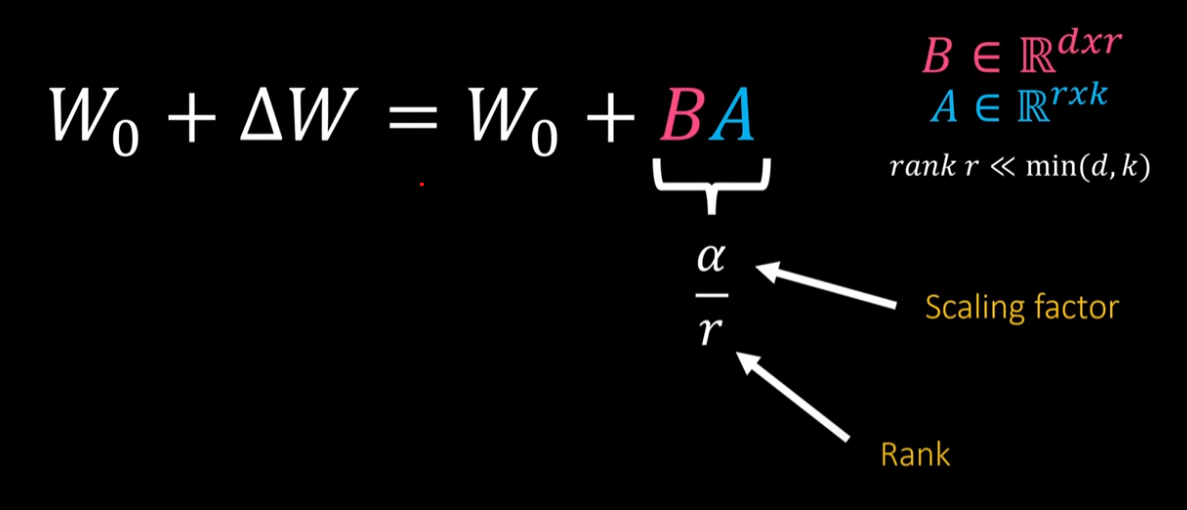 W₀ + ΔW = W₀ + BA
B ∈ ℝᵈˣʳ
A ∈ ℝʳˣᵏ
rank r ≪ min(d, k)
α
r
Scaling factor
Rank